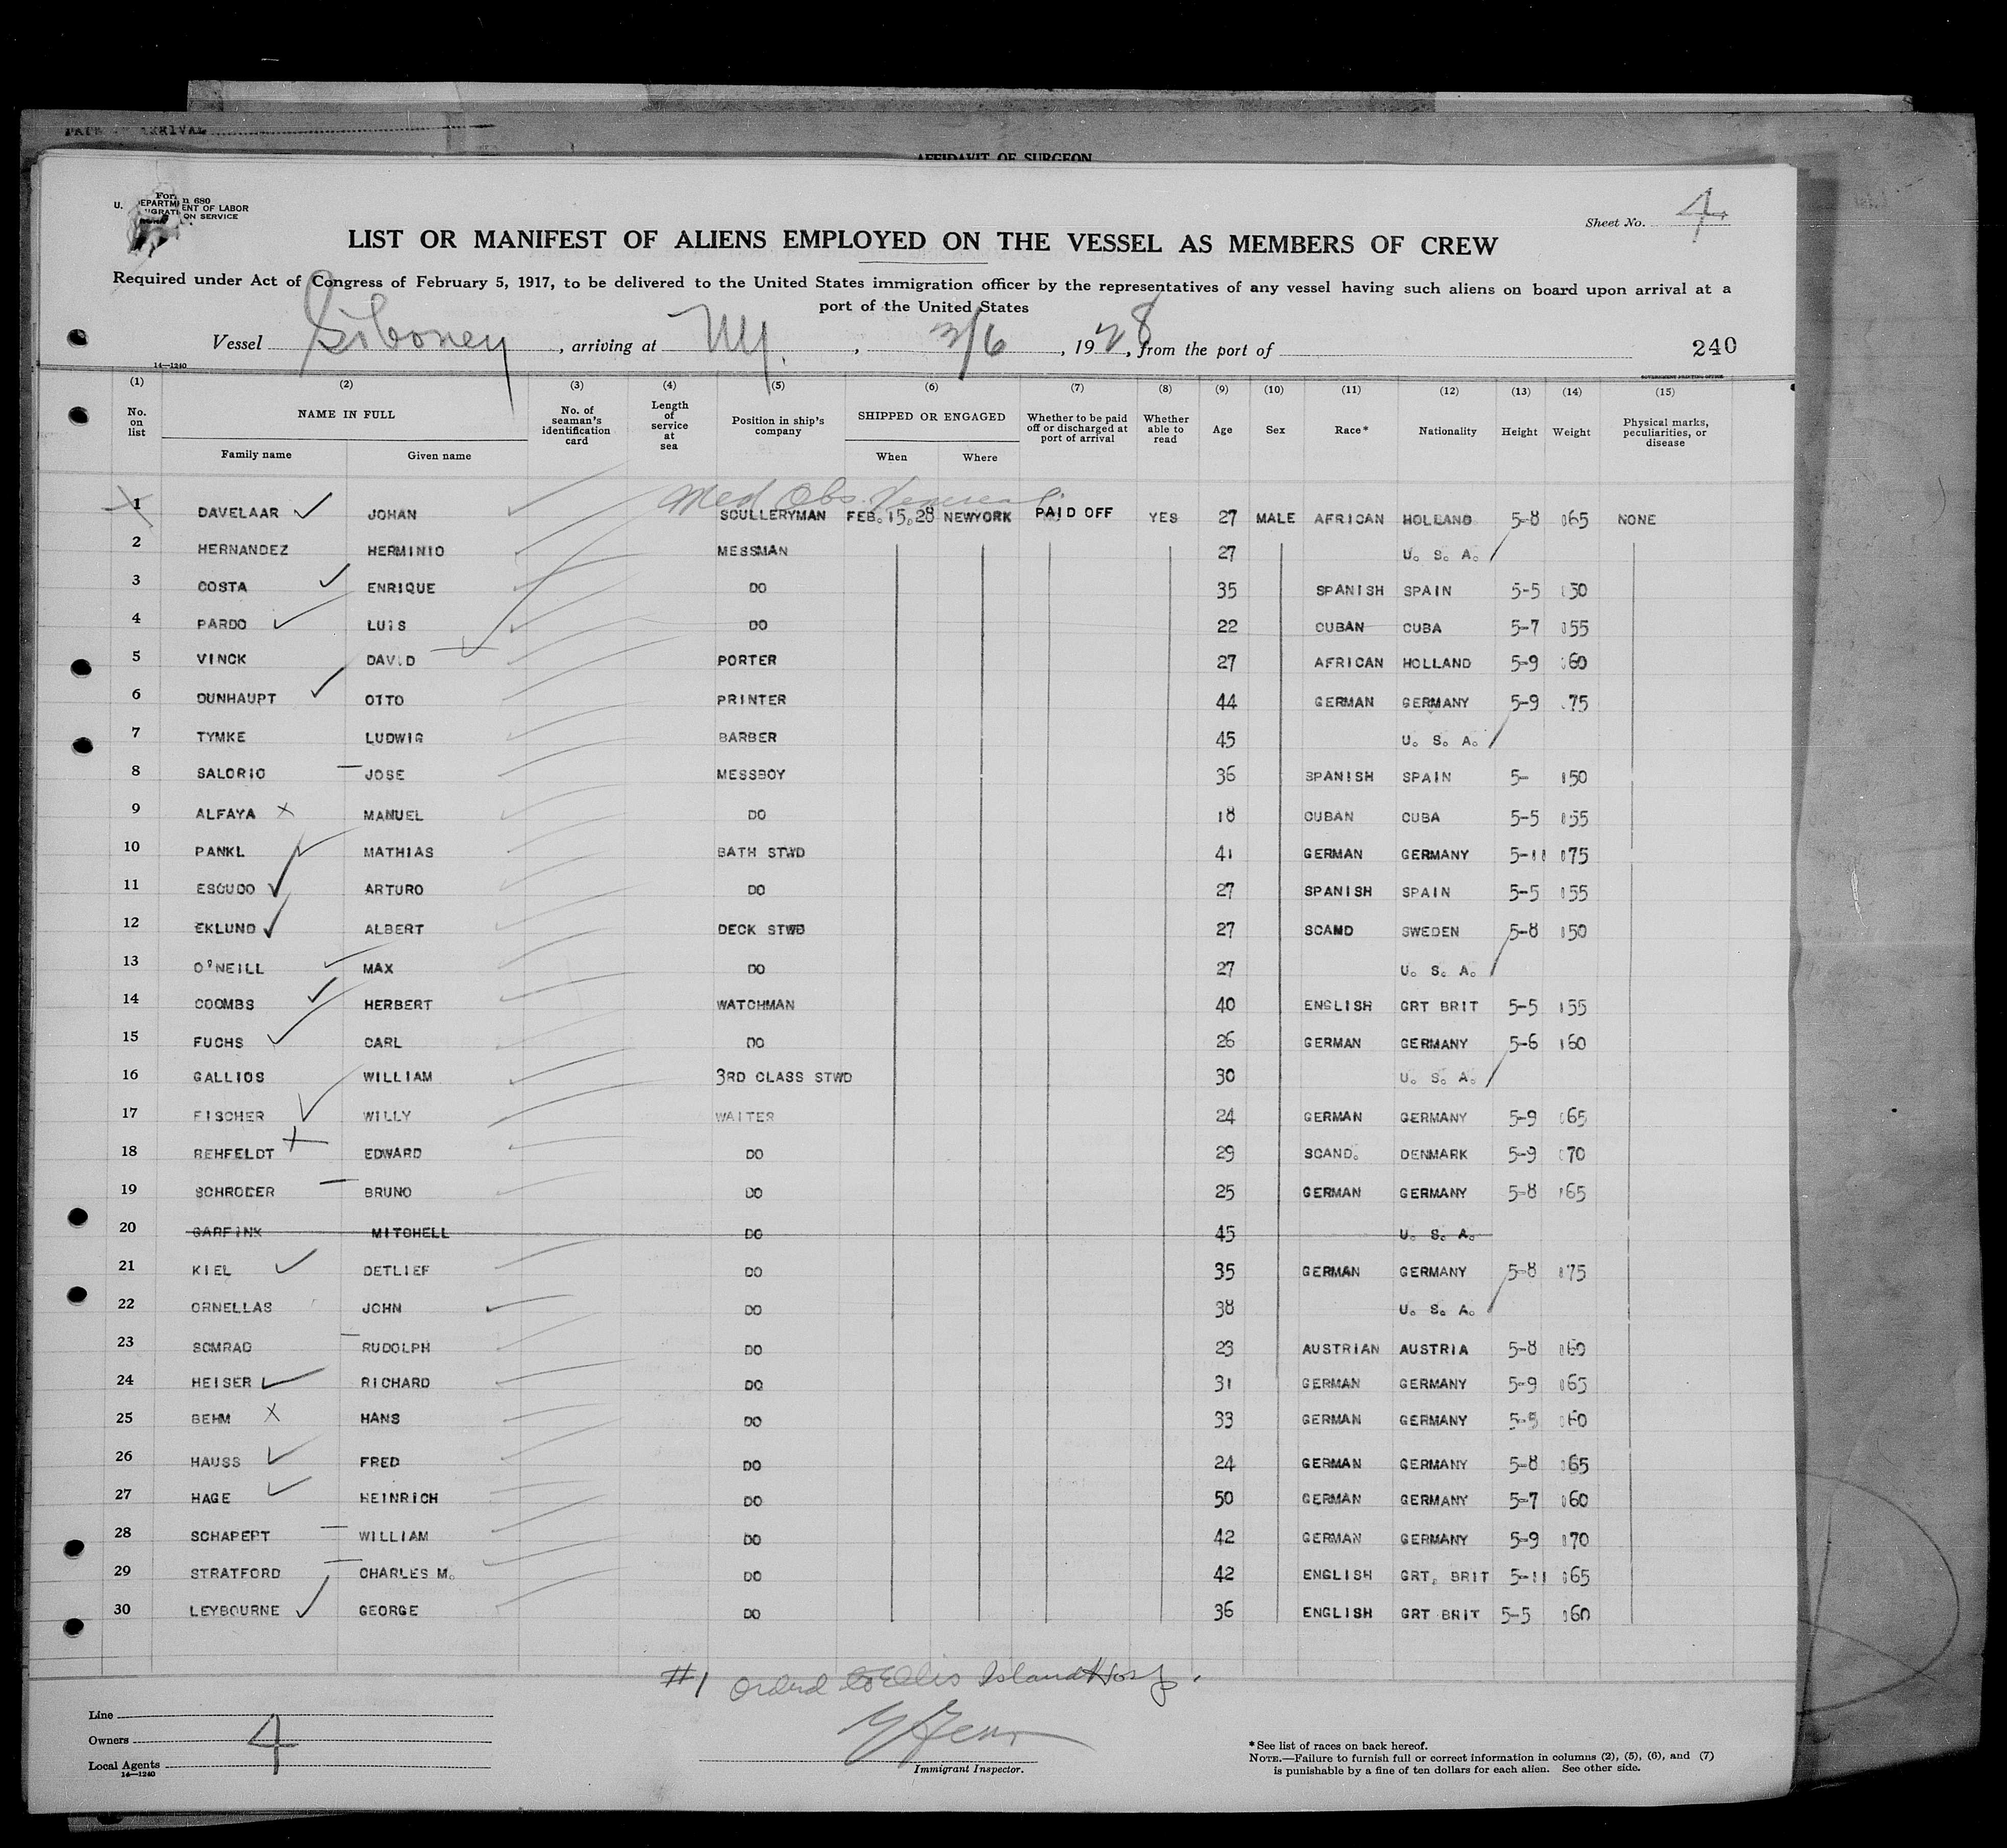 AFFIDAVIT OF SURGEON
Form 680
U. S. DEPARTMENT OF LABOR
IMMIGRATION SERVICE
Sheet No. 4
LIST OR MANIFEST OF ALIENS EMPLOYED ON THE VESSEL AS MEMBERS OF CREW
Required under Act of Congress of February 5, 1917, to be delivered to the United States immigration officer by the representatives of any vessel having such aliens on board upon arrival at a
port of the United States
Vessel Siboney, arriving at NY, 3/6, 1928, from the port of
240
14—1240
GOVERNMENT PRINTING OFFICE
(1) (2) (3) (4) (5) (6) (7) (8) (9) (10) (11) (12) (13) (14) (15)
No. on list NAME IN FULL No. of seaman's identification card Length of service at sea Position in ship's company SHIPPED OR ENGAGED Whether to be paid off or discharged at port of arrival Whether able to read Age Sex Race* Nationality Height Weight Physical marks, peculiarities, or disease
Family name Given name When Where
Med Obs. Venereal
1 DAVELAAR JOHAN SCULLERYMAN FEB. 15.28 NEWYORK PAID OFF YES 27 MALE AFRICAN HOLLAND 5-8 165 NONE
2 HERNANDEZ HERMINIO MESSMAN 27 U. S. A.
3 COSTA ENRIQUE DO 35 SPANISH SPAIN 5-5 150
4 PARDO LUIS DO 22 CUBAN CUBA 5-7 155
5 VINCK DAVID PORTER 27 AFRICAN HOLLAND 5-9 160
6 DUNHAUPT OTTO PRINTER 44 GERMAN GERMANY 5-9 175
7 TYMKE LUDWIG BARBER 45 U. S. A.
8 SALORIO JOSE MESSBOY 36 SPANISH SPAIN 5- 150
9 ALFAYA MANUEL DO 18 CUBAN CUBA 5-5 155
10 PANKL MATHIAS BATH STWD 41 GERMAN GERMANY 5-11 175
11 ESCUDO ARTURO DO 27 SPANISH SPAIN 5-5 155
12 EKLUND ALBERT DECK STWD 27 SCAND SWEDEN 5-8 150
13 O'NEILL MAX DO 27 U. S. A.
14 COOMBS HERBERT WATCHMAN 40 ENGLISH GRT BRIT 5-5 155
15 FUCHS CARL DO 26 GERMAN GERMANY 5-6 160
16 GALLIOS WILLIAM 3RD CLASS STWD 30 U. S. A.
17 FISCHER WILLY WAITER 24 GERMAN GERMANY 5-9 165
18 REHFELDT EDWARD DO 29 SCAND. DENMARK 5-9 170
19 SCHRODER BRUNO DO 25 GERMAN GERMANY 5-8 165
20 GARFINK MITCHELL DO 45 U. S. A.
21 KIEL DETLIEF DO 35 GERMAN GERMANY 5-8 175
22 ORNELLAS JOHN DO 38 U. S. A.
23 SOMRAD RUDOLPH DO 23 AUSTRIAN AUSTRIA 5-8 160
24 HEISER RICHARD DO 31 GERMAN GERMANY 5-9 165
25 BEHM HANS DO 33 GERMAN GERMANY 5-5 160
26 HAUSS FRED DO 24 GERMAN GERMANY 5-8 165
27 HAGE HEINRICH DO 50 GERMAN GERMANY 5-7 160
28 SCHAPERT WILLIAM DO 42 GERMAN GERMANY 5-9 170
29 STRATFORD CHARLES M. DO 42 ENGLISH GRT. BRIT 5-11 165
30 LEYBOURNE GEORGE DO 36 ENGLISH GRT BRIT 5-5 160
#1 Ordered to Ellis Island Hosp.
Line
Owners 4
Local Agents
14—1240
Immigrant Inspector.
*See list of races on back hereof.
NOTE.—Failure to furnish full or correct information in columns (2), (5), (6), and (7)
is punishable by a fine of ten dollars for each alien. See other side.